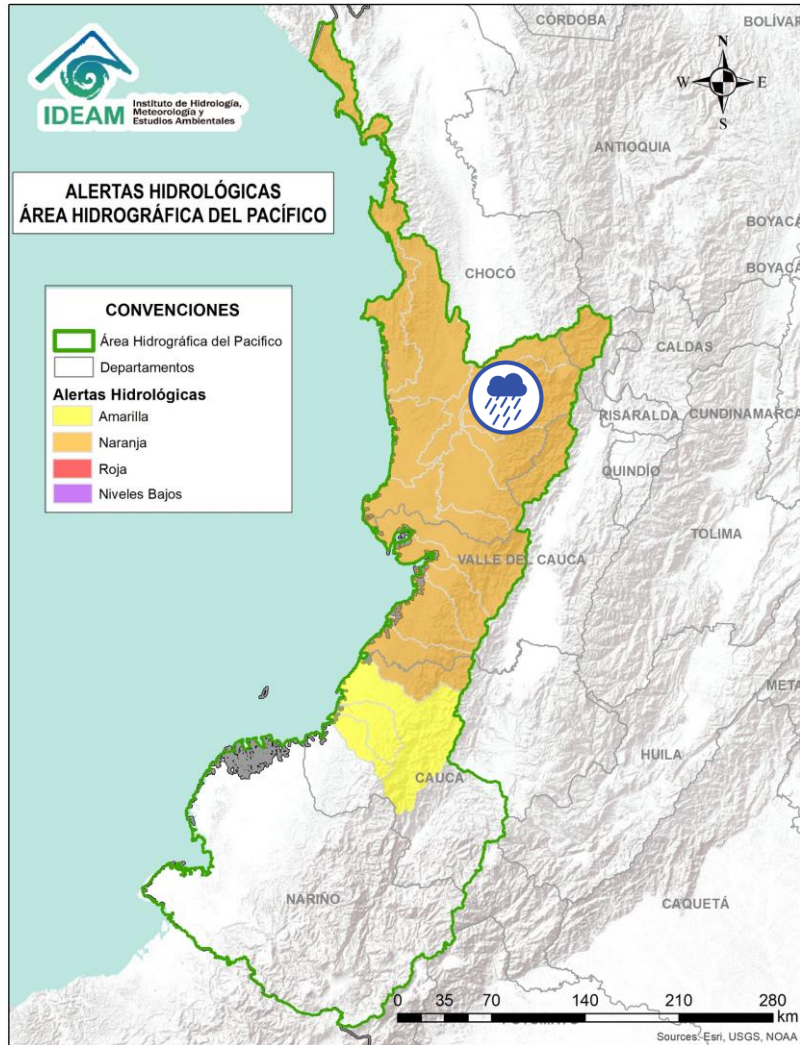 CÓRDOBA
BOLÍVAR
N
W
E
S
IDEAM
Instituto de Hidrología,
Meteorología y
Estudios Ambientales
ANTIOQUIA
ALERTAS HIDROLÓGICAS
ÁREA HIDROGRÁFICA DEL PACÍFICO
BOYACÁ
BOYACÁ
CHOCÓ
CONVENCIONES
Área Hidrográfica del Pacifico
Departamentos
Alertas Hidrológicas
Amarilla
Naranja
Roja
Niveles Bajos
CALDAS
RISARALDA
CUNDINAMARCA
QUINDÍO
TOLIMA
VALLE DEL CAUCA
META
HUILA
CAUCA
NARIÑO
CAQUETÁ
0 35 70 140 210 280
km
Sources: Esri, USGS, NOAA